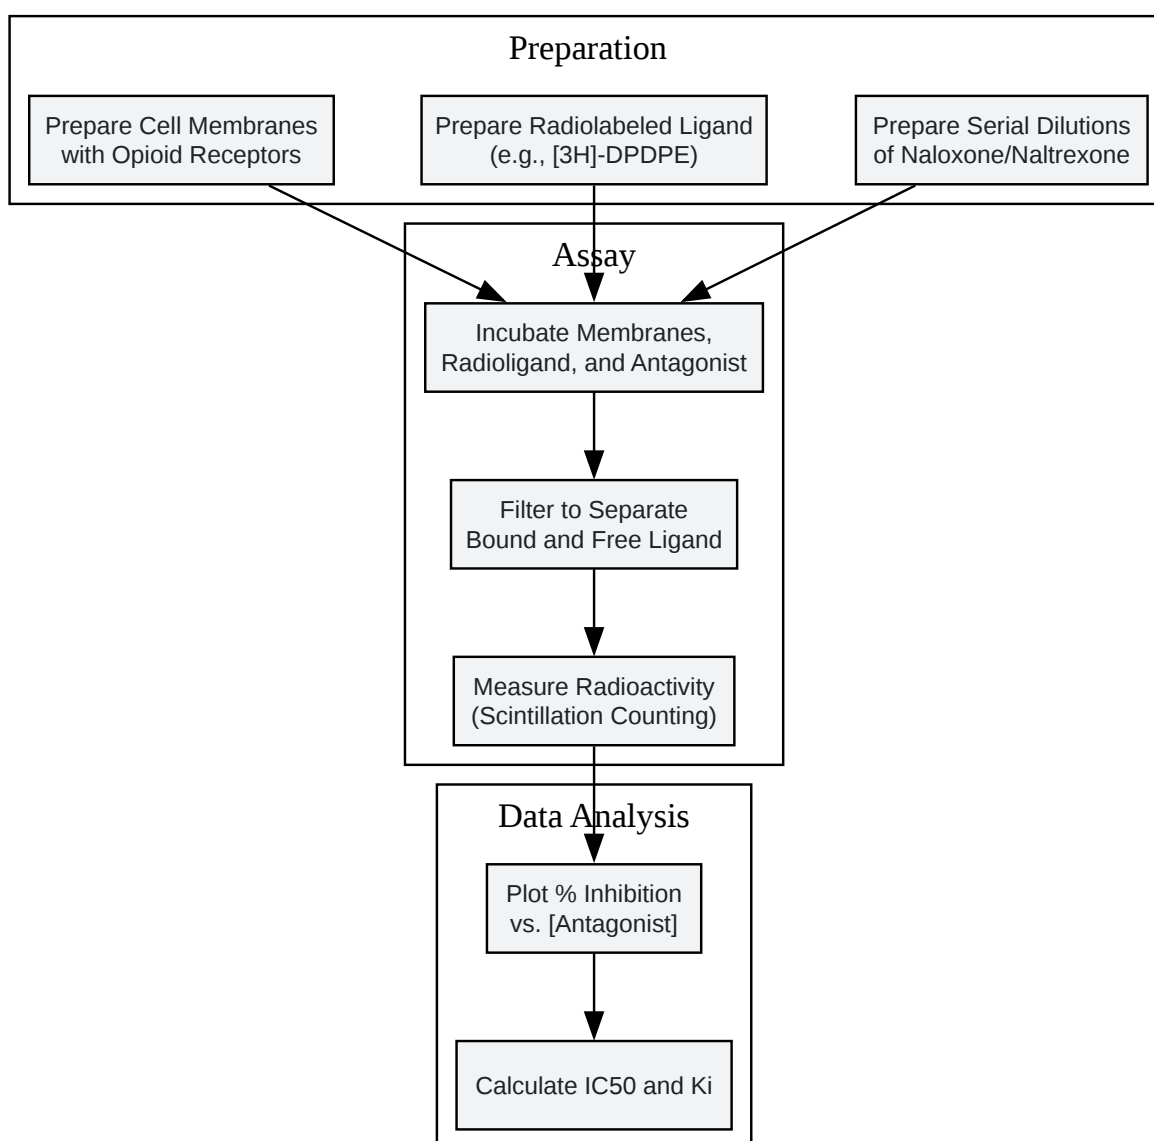 Preparation
Prepare Cell Membranes
with Opioid Receptors
Prepare Radiolabeled Ligand
(e.g., [3H]-DPDPE)
Prepare Serial Dilutions
of Naloxone/Naltrexone
Assay
Incubate Membranes,
Radioligand, and Antagonist
Filter to Separate
Bound and Free Ligand
Measure Radioactivity
(Scintillation Counting)
Data Analysis
Plot % Inhibition
vs. [Antagonist]
Calculate IC50 and Ki